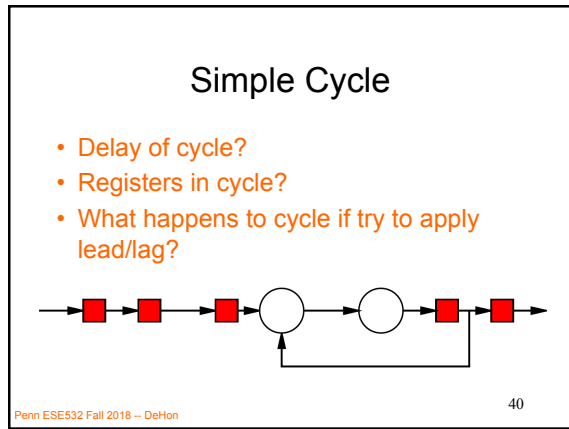 Simple Cycle
• Delay of cycle?
• Registers in cycle?
• What happens to cycle if try to apply
lead/lag?
Penn ESE532 Fall 2018 -- DeHon
40